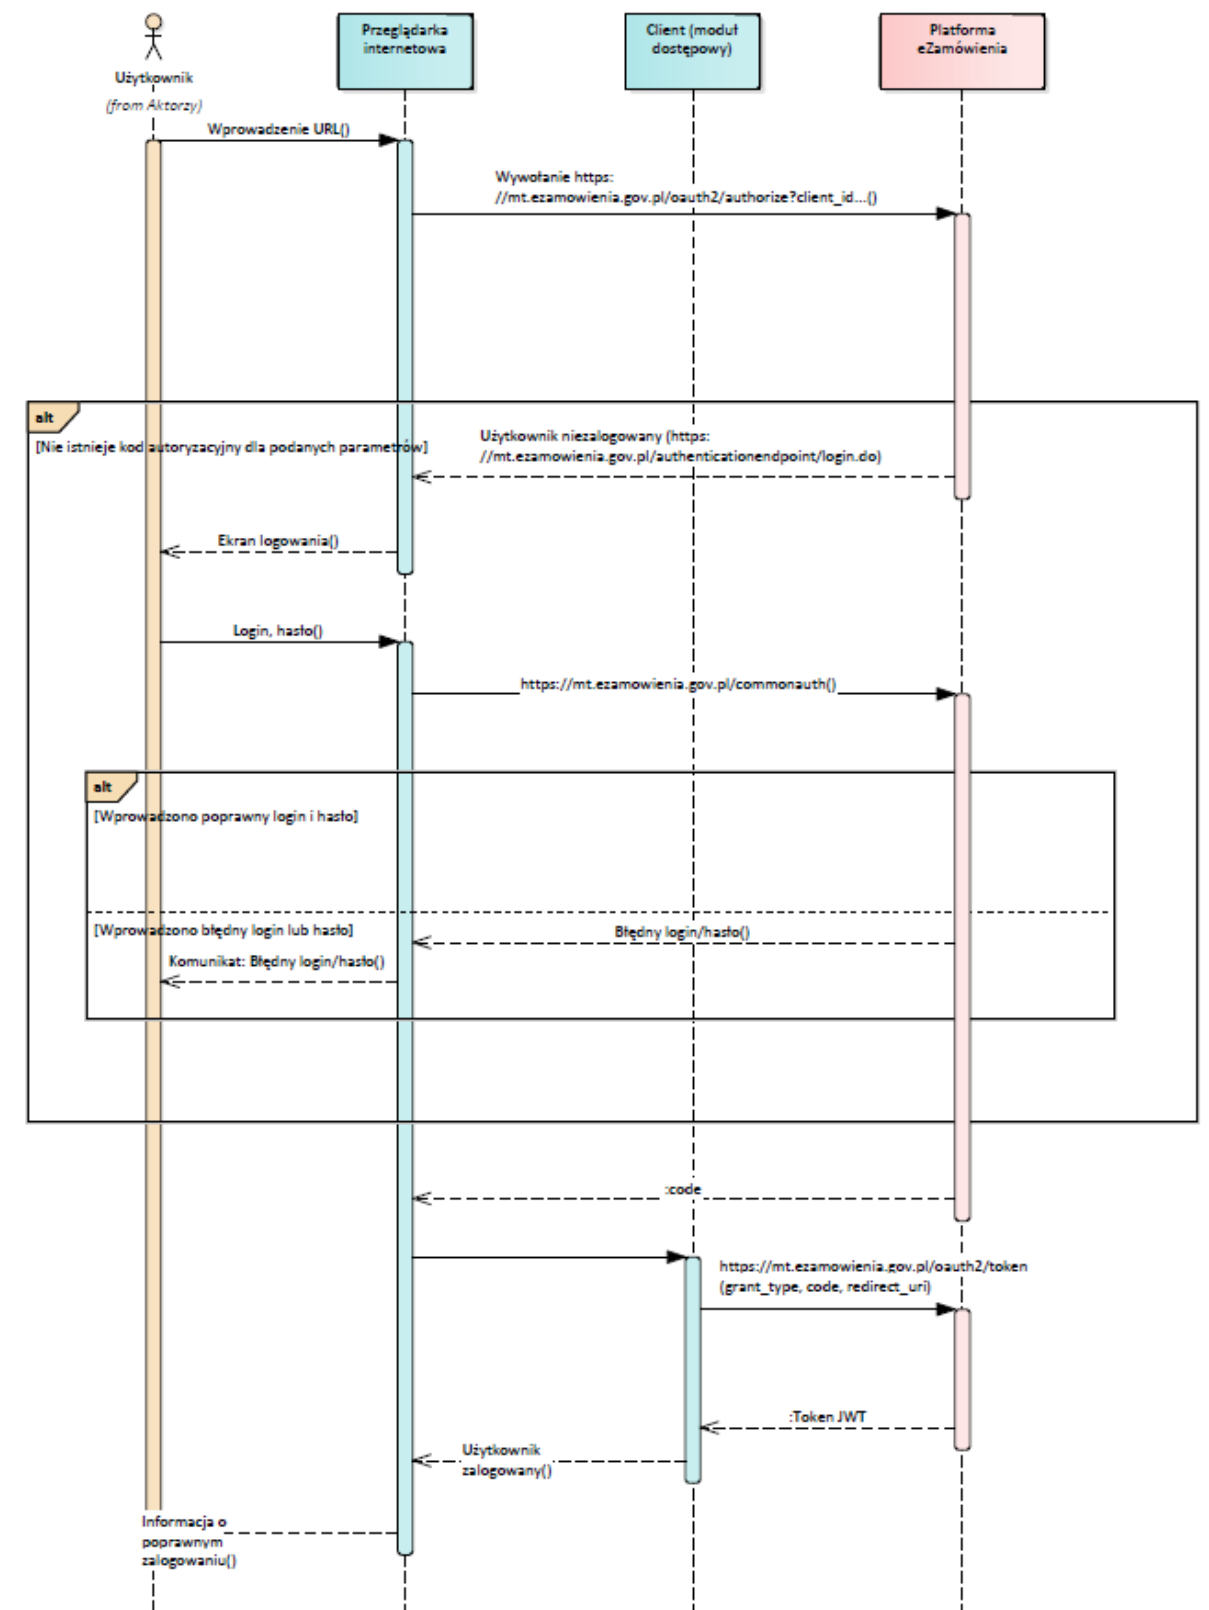 Użytkownik
(from Aktorzy)
Przeglądarka
internetowa
Client (moduł
dostępowy)
Platforma
eZamówienia
Wprowadzenie URL()
Wywołanie https:
//mt.ezamowienia.gov.pl/oauth2/authorize?client_id...()
alt
[Nie istnieje kod autoryzacyjny dla podanych parametrów]
Użytkownik niezalogowany (https:
//mt.ezamowienia.gov.pl/authenticationendpoint/login.do)
Ekran logowania()
Login, hasło()
https://mt.ezamowienia.gov.pl/commonauth()
alt
[Wprowadzono poprawny login i hasło]
[Wprowadzono błędny login lub hasło]
Błędny login/hasło()
Komunikat: Błędny login/hasło()
:code
https://mt.ezamowienia.gov.pl/oauth2/token
(grant_type, code, redirect_uri)
:Token JWT
Użytkownik
zalogowany()
Informacja o
poprawnym
zalogowaniu()